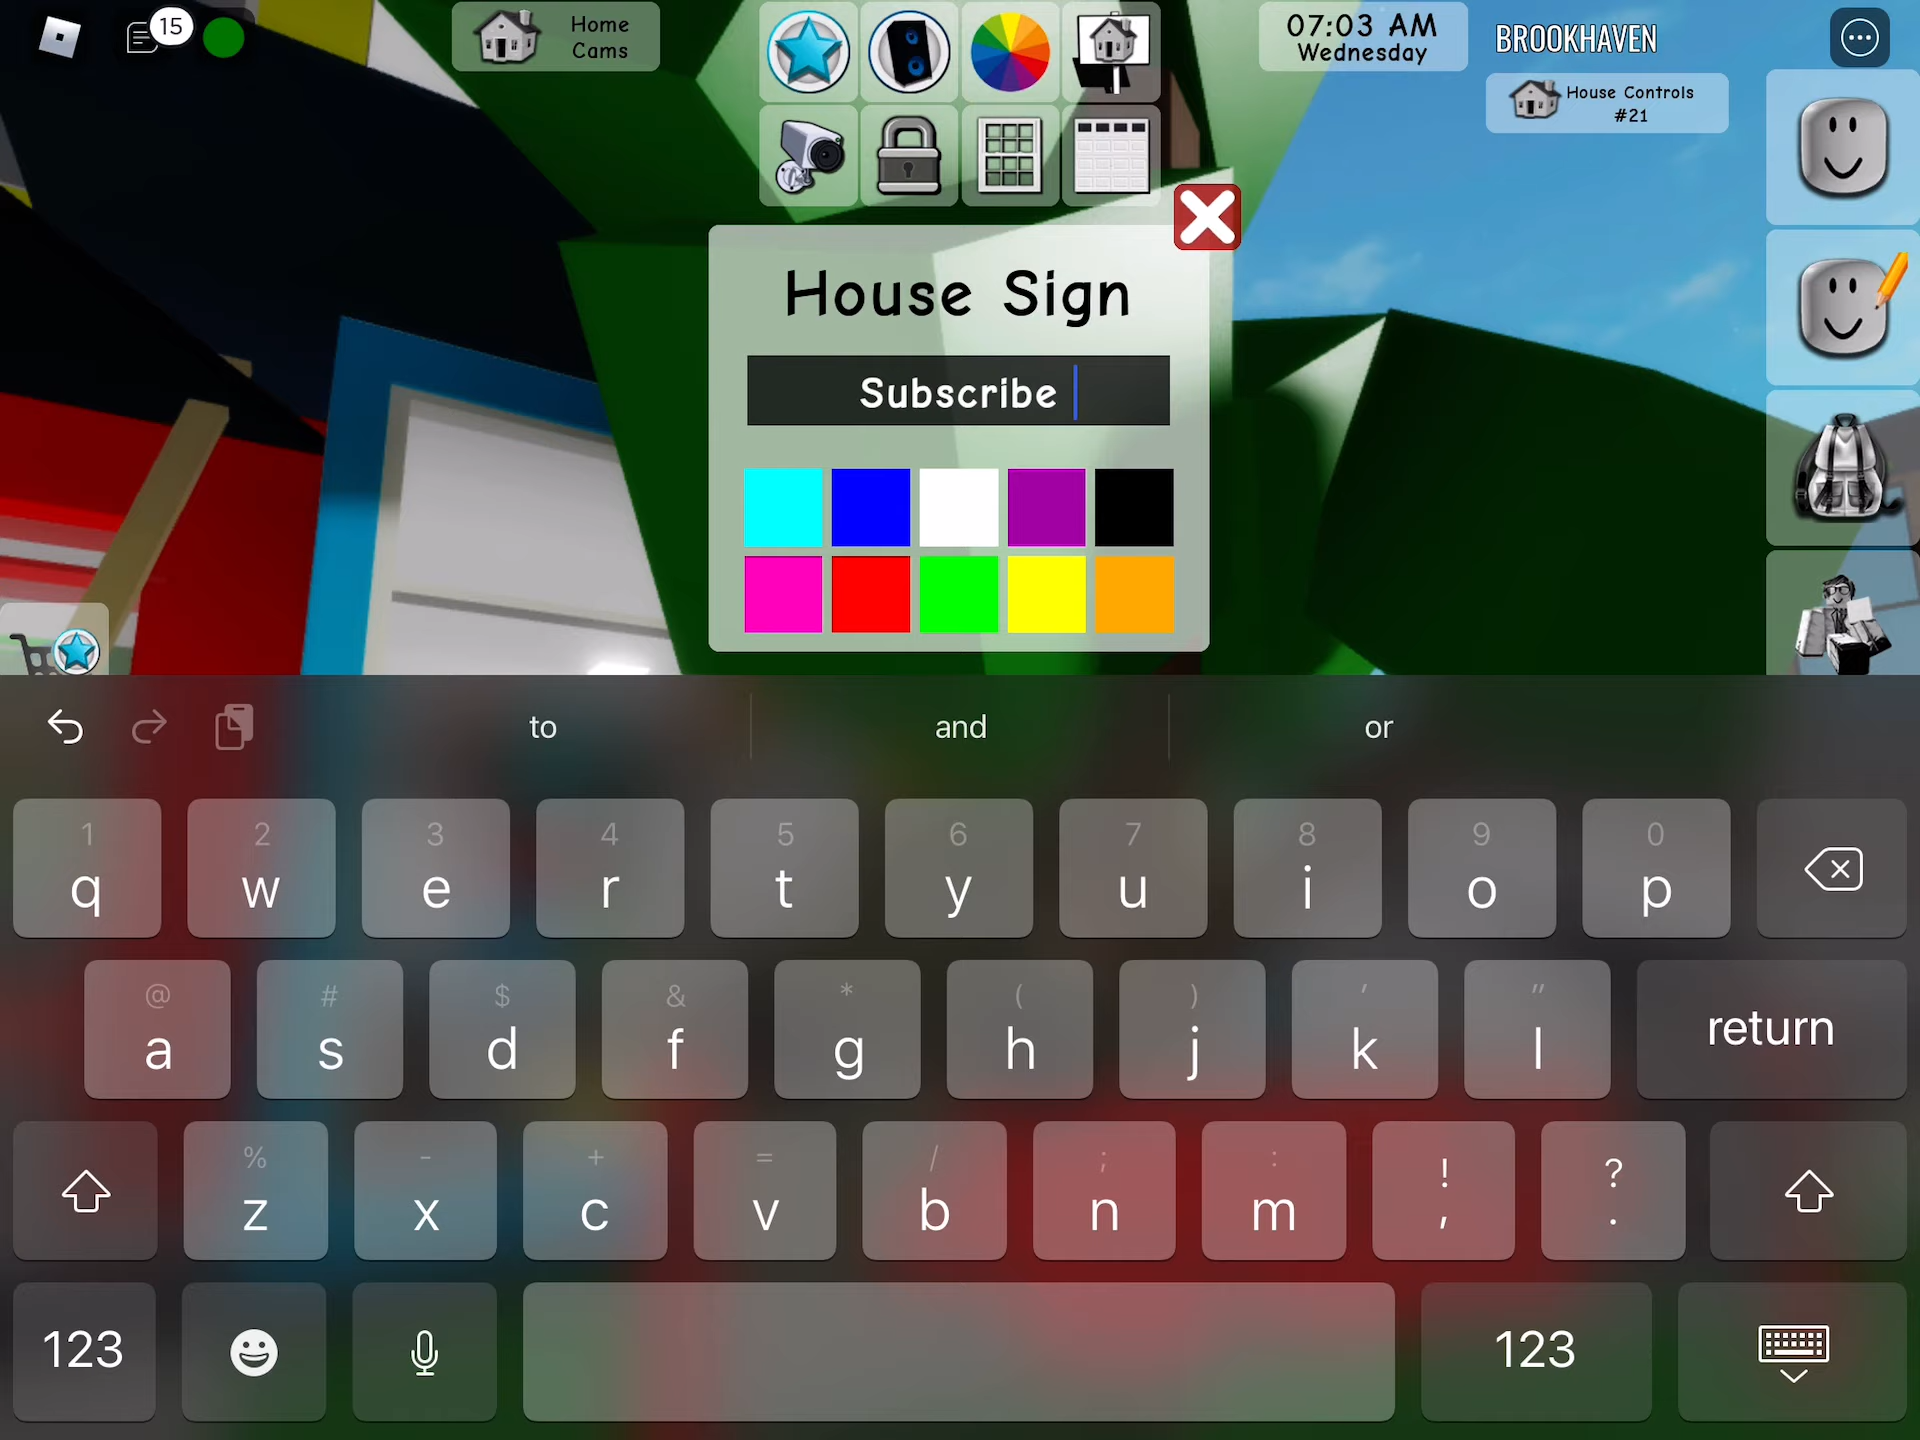 15
Home
Cams
07:03 AM
Wednesday
BROOKHAVEN
House Controls
#21
House Sign
Subscribe
to
and
or
1 2 3 4 5 6 7 8 9 0
q w e r t y u i o p
@ # $ & * ( ) ' "
a s d f g h j k l
return
% - + = / ; : ! ?
z x c v b n m , .
123
123